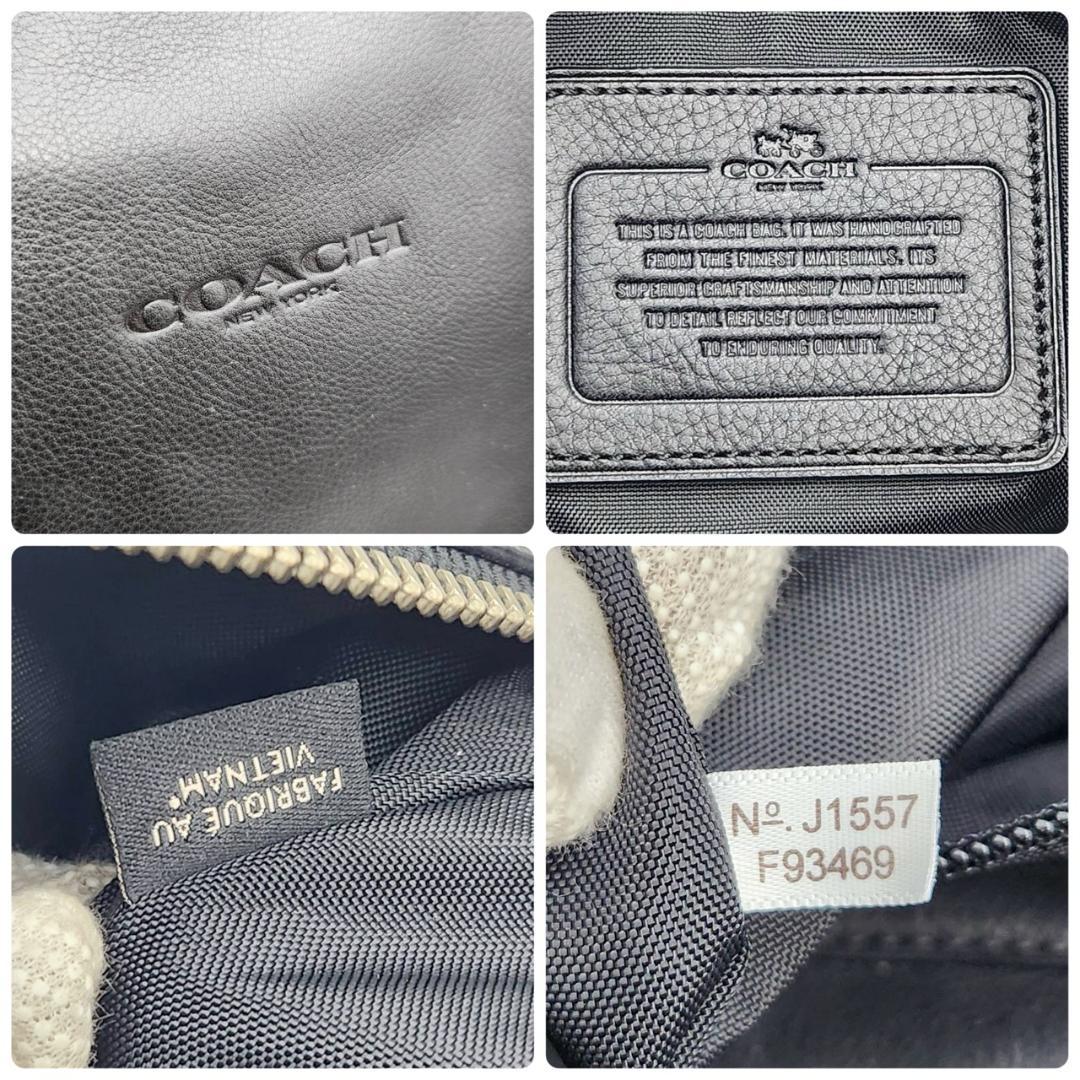 COACH
NEW YORK
COACH
NEW YORK
THIS IS A COACH BAG. IT WAS HANDCRAFTED
FROM THE FINEST MATERIALS. ITS
SUPERIOR CRAFTSMANSHIP AND ATTENTION
TO DETAIL REFLECT OUR COMMITMENT
TO ENDURING QUALITY.
FABRIQUÉ AU
VIETNAM*
Nº. J1557
F93469